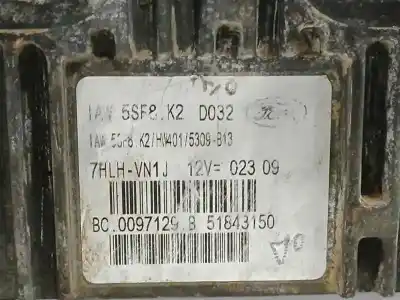 IAW 5SF8.K2 D032
IAW 5SF8.K2/HW401/5309-B13
7HLH-VN1J 12V= 023 09
BC.0097129.B 51843150